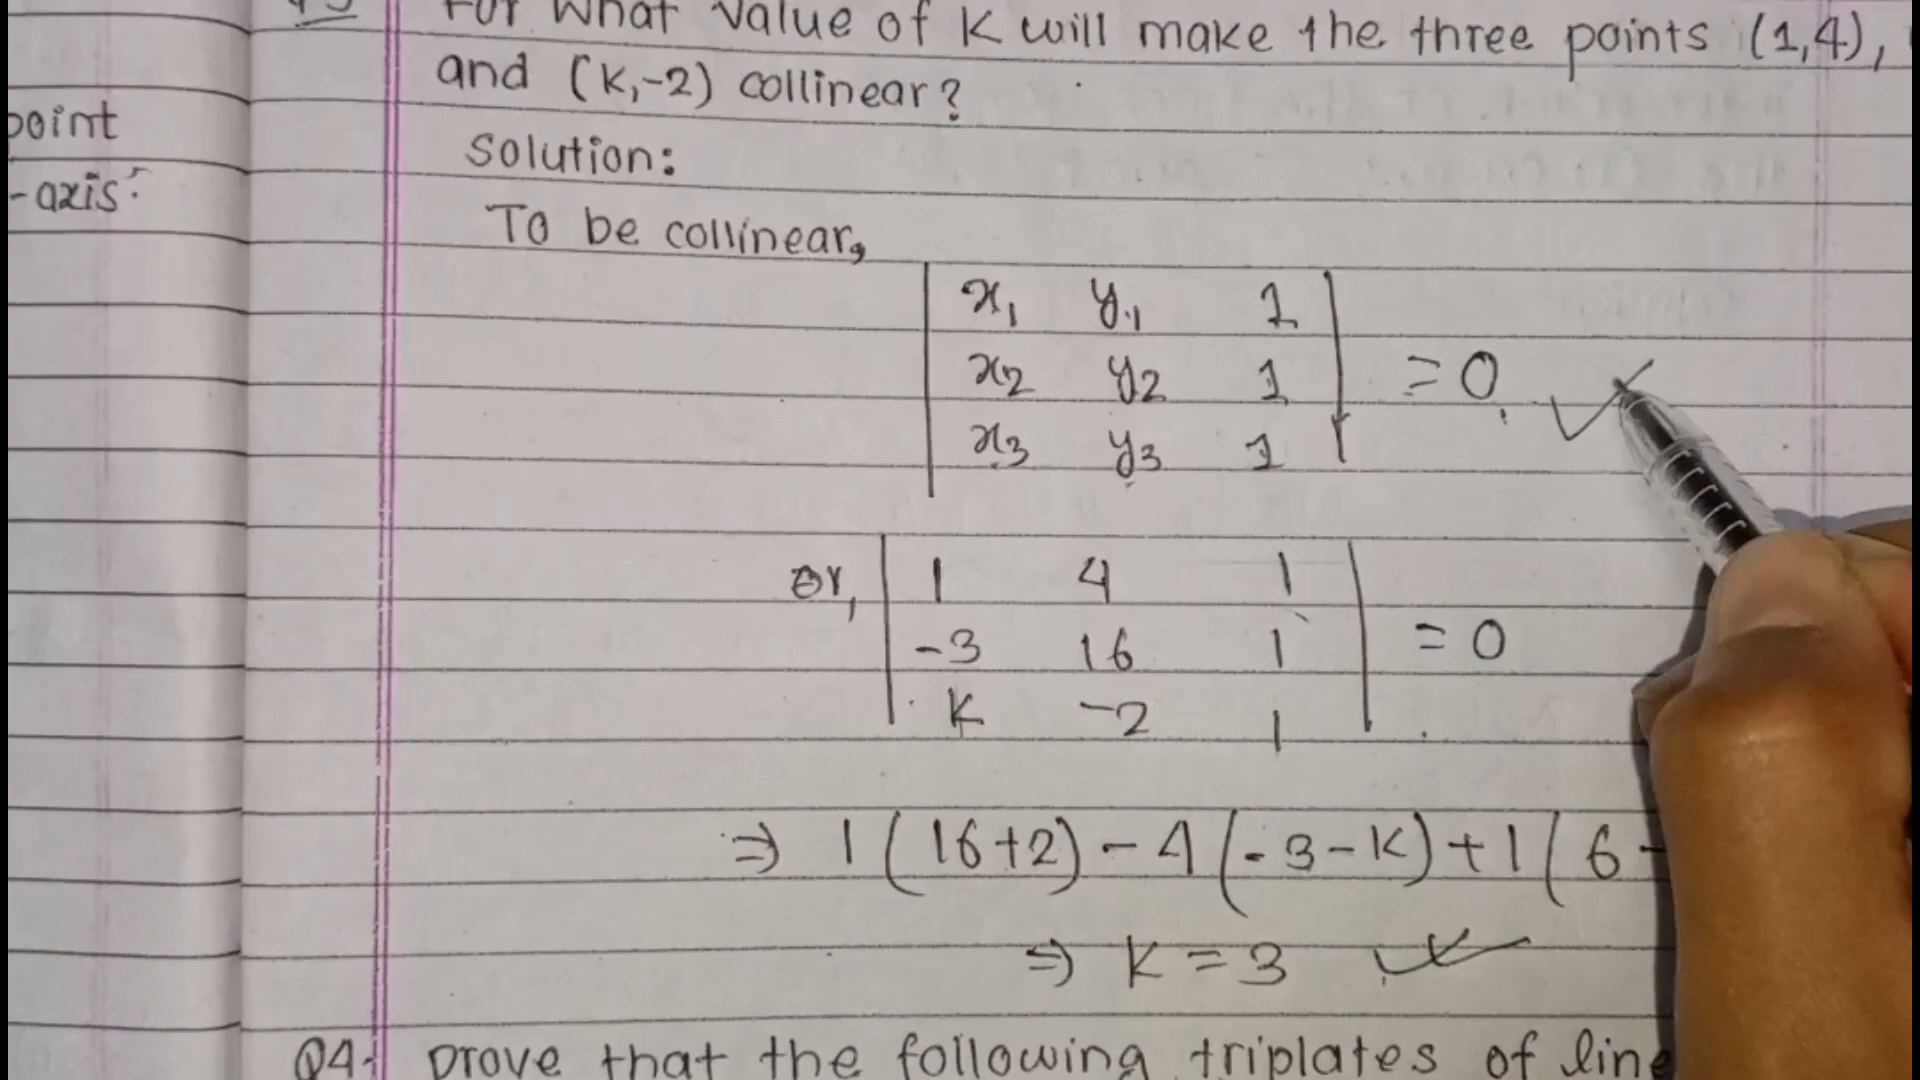 For what value of K will make the three points (1,4),
and (K,-2) collinear?
point
-axis.
Solution:
To be collinear,
| x₁ y₁ 1 |
| x₂ y₂ 1 | = 0
| x₃ y₃ 1 |
or, | 1 4 1 |
| -3 16 1 | = 0
| K -2 1 |
⇒ 1(16+2) - 4(-3-K) + 1(6-
⇒ K = 3
Q4. prove that the following triplates of line